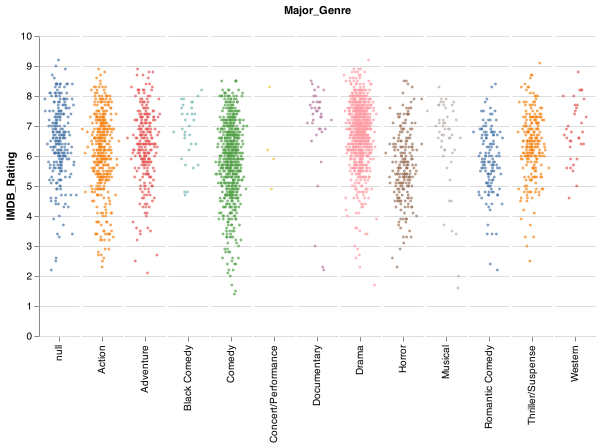 Major_Genre
IMDB_Rating
10
9
8
7
6
5
4
3
2
1
0
null
Action
Adventure
Black Comedy
Comedy
Concert/Performance
Documentary
Drama
Horror
Musical
Romantic Comedy
Thriller/Suspense
Western